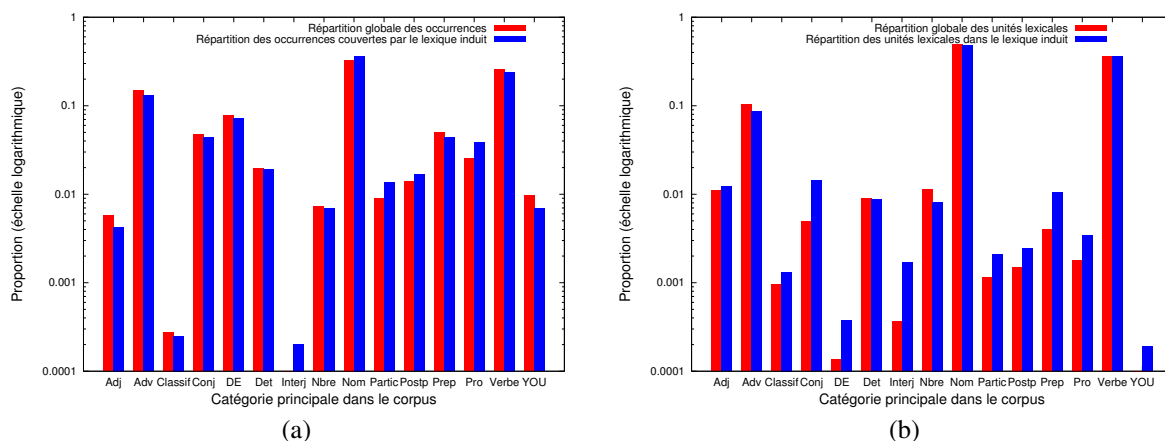 Répartition globale des occurrences
Répartition des occurrences couvertes par le lexique induit
1
0.1
0.01
0.001
0.0001
Proportion (échelle logarithmique)
Adj Adv Classif Conj DE Det Interj Nbre Nom Partic Postp Prep Pro Verbe YOU
Catégorie principale dans le corpus
(a)
Répartition globale des unités lexicales
Répartition des unités lexicales dans le lexique induit
1
0.1
0.01
0.001
0.0001
Proportion (échelle logarithmique)
Adj Adv Classif Conj DE Det Interj Nbre Nom Partic Postp Prep Pro Verbe YOU
Catégorie principale dans le corpus
(b)